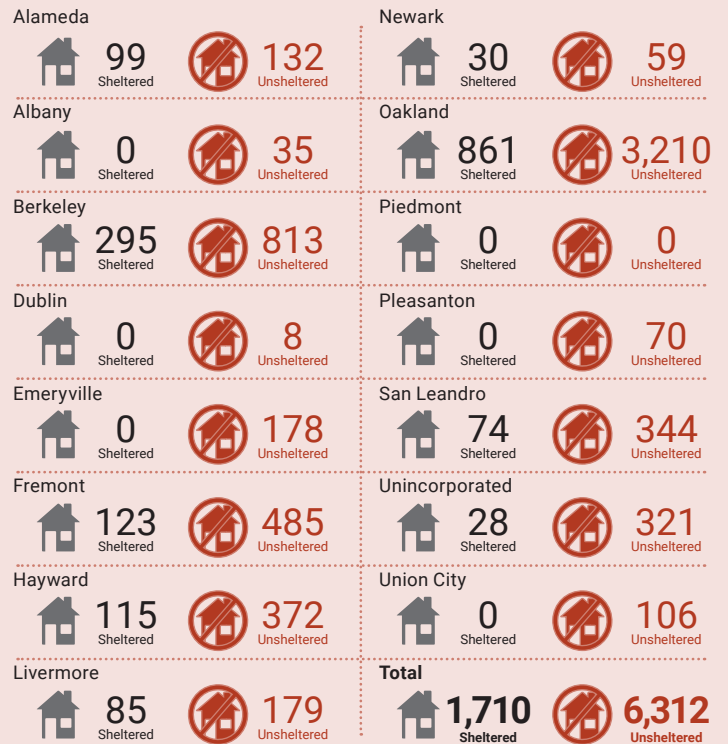 Alameda
99 132
Sheltered Unsheltered
Albany
0 35
Sheltered Unsheltered
Berkeley
295 813
Sheltered Unsheltered
Dublin
0 8
Sheltered Unsheltered
Emeryville
0 178
Sheltered Unsheltered
Fremont
123 485
Sheltered Unsheltered
Hayward
115 372
Sheltered Unsheltered
Livermore
85 179
Sheltered Unsheltered
Newark
30 59
Sheltered Unsheltered
Oakland
861 3,210
Sheltered Unsheltered
Piedmont
0 0
Sheltered Unsheltered
Pleasanton
0 70
Sheltered Unsheltered
San Leandro
74 344
Sheltered Unsheltered
Unincorporated
28 321
Sheltered Unsheltered
Union City
0 106
Sheltered Unsheltered
Total
1,710 6,312
Sheltered Unsheltered